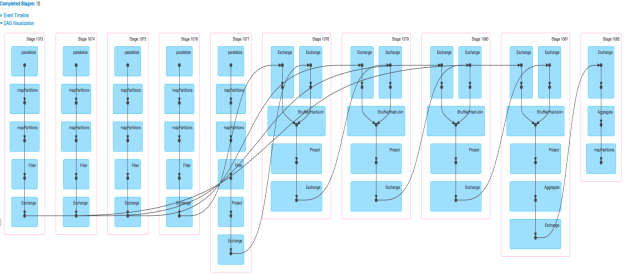 Completed Stages: 10
Event Timeline
DAG Visualization
Stage 1073
parallelize
mapPartitions
mapPartitions
Filter
Exchange
Stage 1074
parallelize
mapPartitions
mapPartitions
Filter
Exchange
Stage 1075
parallelize
mapPartitions
mapPartitions
Filter
Exchange
Stage 1076
parallelize
mapPartitions
mapPartitions
Filter
Exchange
Stage 1077
parallelize
mapPartitions
mapPartitions
Filter
Project
Exchange
Stage 1078
Exchange
Exchange
ShuffledHashJoin
Project
Exchange
Stage 1079
Exchange
Exchange
ShuffledHashJoin
Project
Exchange
Stage 1080
Exchange
Exchange
ShuffledHashJoin
Project
Exchange
Stage 1081
Exchange
Exchange
ShuffledHashJoin
Project
Aggregate
Exchange
Stage 1082
Exchange
Aggregate
mapPartitions